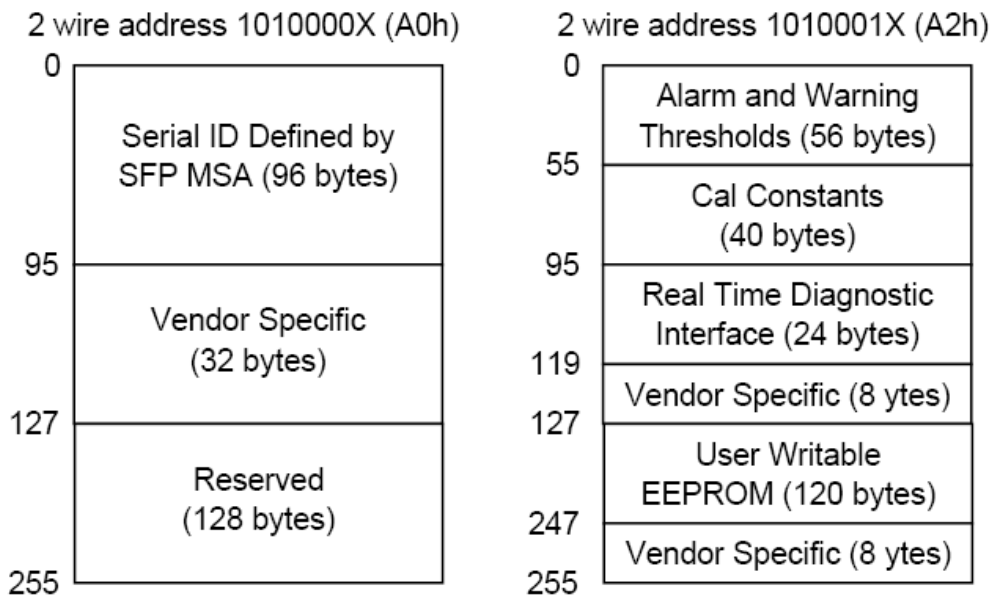 2 wire address 1010000X (A0h)
0
Serial ID Defined by
SFP MSA (96 bytes)
95
Vendor Specific
(32 bytes)
127
Reserved
(128 bytes)
255
2 wire address 1010001X (A2h)
0
Alarm and Warning
Thresholds (56 bytes)
55
Cal Constants
(40 bytes)
95
Real Time Diagnostic
Interface (24 bytes)
119
Vendor Specific (8 ytes)
127
User Writable
EEPROM (120 bytes)
247
Vendor Specific (8 ytes)
255